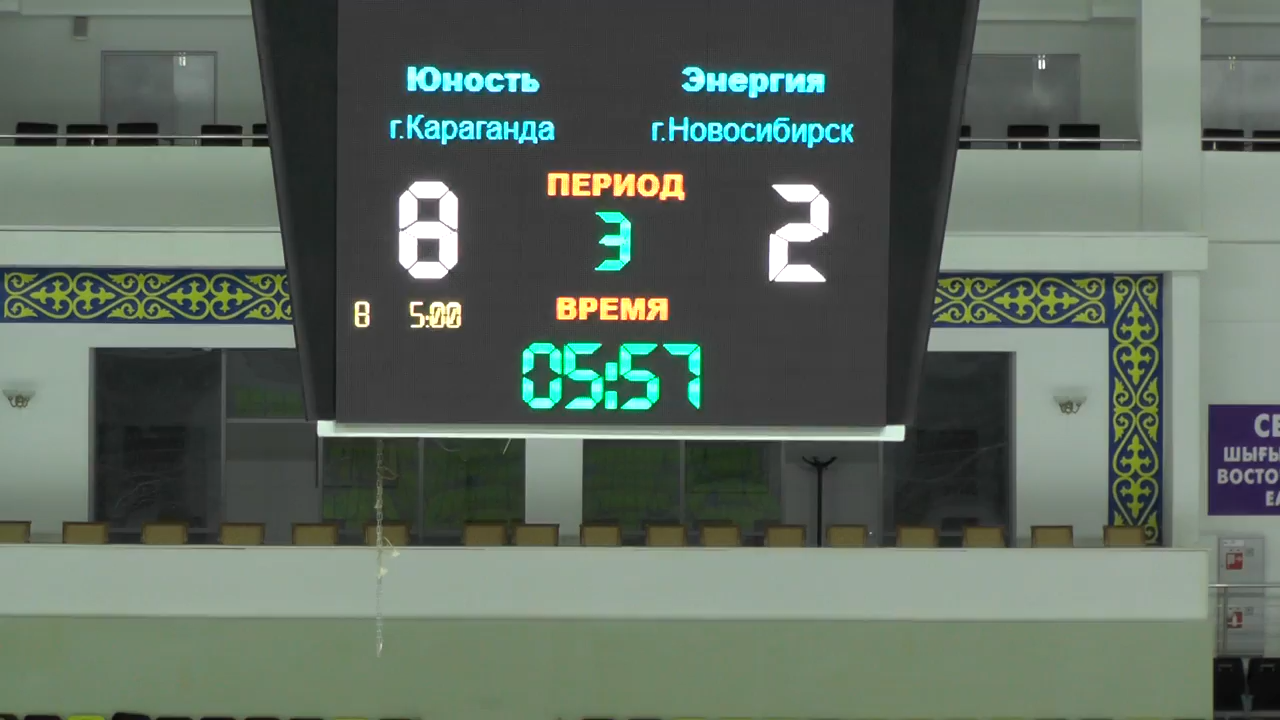 Юность
Энергия
г.Караганда
г.Новосибирск
ПЕРИОД
8
3
2
8 5:00
ВРЕМЯ
05:57